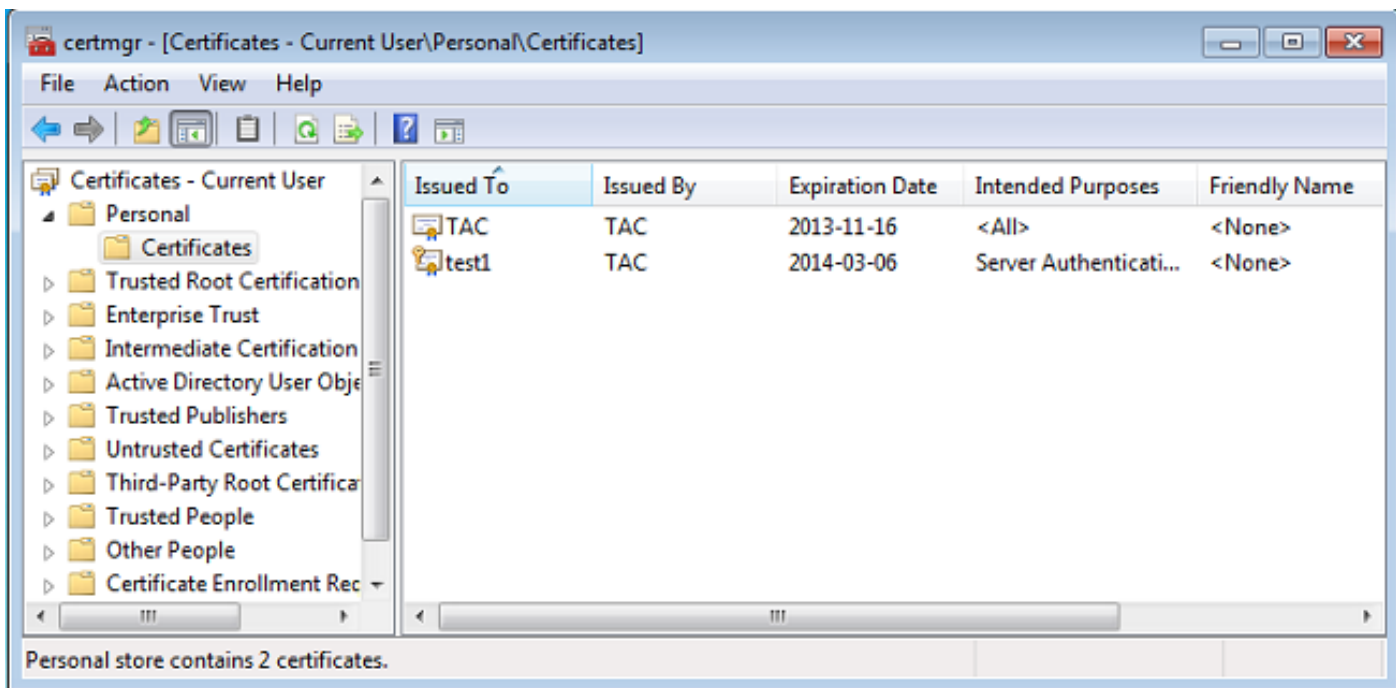 certmgr - [Certificates - Current User\Personal\Certificates]
File Action View Help
Certificates - Current User
Personal
Certificates
Trusted Root Certification
Enterprise Trust
Intermediate Certification
Active Directory User Obje
Trusted Publishers
Untrusted Certificates
Third-Party Root Certifica
Trusted People
Other People
Certificate Enrollment Rec
Issued To Issued By Expiration Date Intended Purposes Friendly Name
TAC TAC 2013-11-16 <All> <None>
test1 TAC 2014-03-06 Server Authenticati... <None>
Personal store contains 2 certificates.